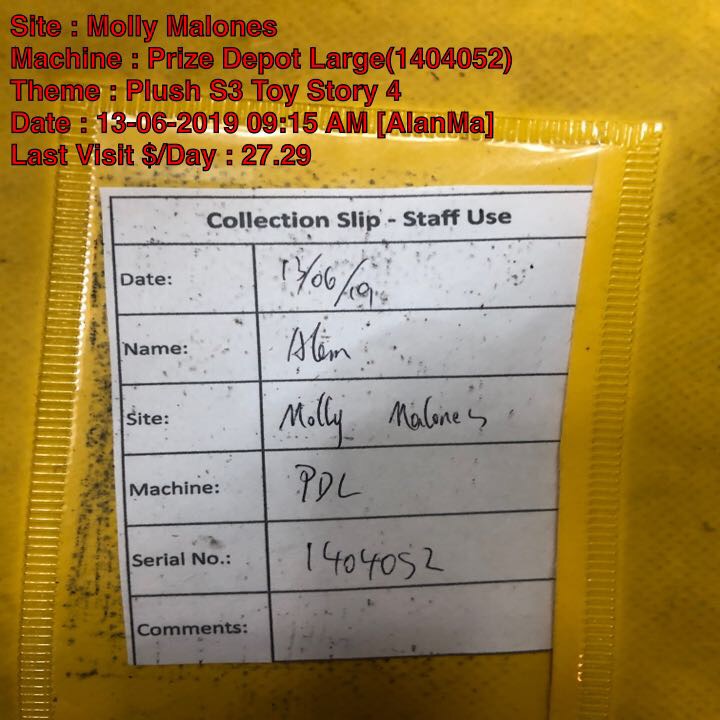 Site : Molly Malones
Machine : Prize Depot Large(1404052)
Theme : Plush S3 Toy Story 4
Date : 13-06-2019 09:15 AM [AlanMa]
Last Visit $/Day : 27.29
Collection Slip - Staff Use
Date: 13/06/19
Name: Alan
Site: Molly Malones
Machine: PDL
Serial No.: 1404052
Comments: